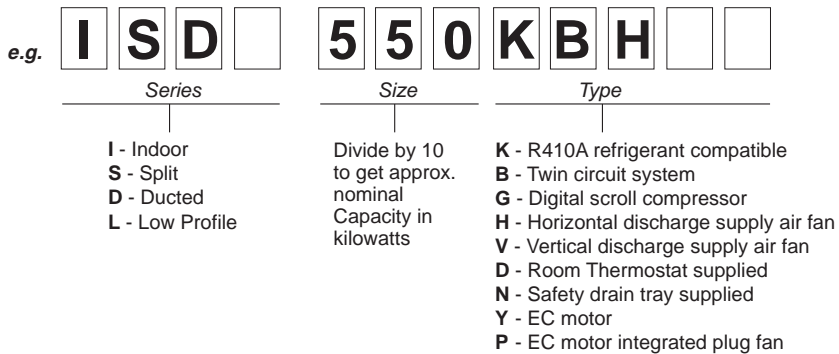 e.g. I S D 5 5 0 K B H
Series Size Type
I - Indoor
S - Split
D - Ducted
L - Low Profile
Divide by 10
to get approx.
nominal
Capacity in
kilowatts
K - R410A refrigerant compatible
B - Twin circuit system
G - Digital scroll compressor
H - Horizontal discharge supply air fan
V - Vertical discharge supply air fan
D - Room Thermostat supplied
N - Safety drain tray supplied
Y - EC motor
P - EC motor integrated plug fan